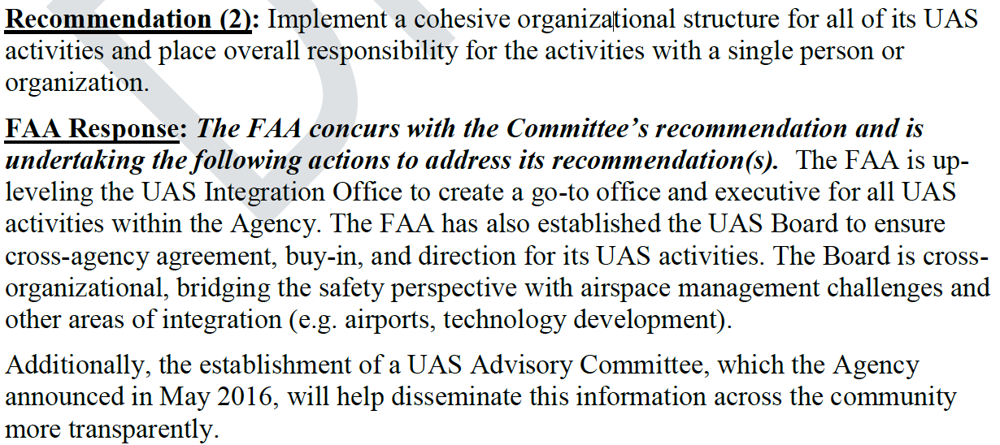 Recommendation (2): Implement a cohesive organizational structure for all of its UAS
activities and place overall responsibility for the activities with a single person or
organization.
FAA Response: The FAA concurs with the Committee’s recommendation and is
undertaking the following actions to address its recommendation(s). The FAA is up-
leveling the UAS Integration Office to create a go-to office and executive for all UAS
activities within the Agency. The FAA has also established the UAS Board to ensure
cross-agency agreement, buy-in, and direction for its UAS activities. The Board is cross-
organizational, bridging the safety perspective with airspace management challenges and
other areas of integration (e.g. airports, technology development).
Additionally, the establishment of a UAS Advisory Committee, which the Agency
announced in May 2016, will help disseminate this information across the community
more transparently.